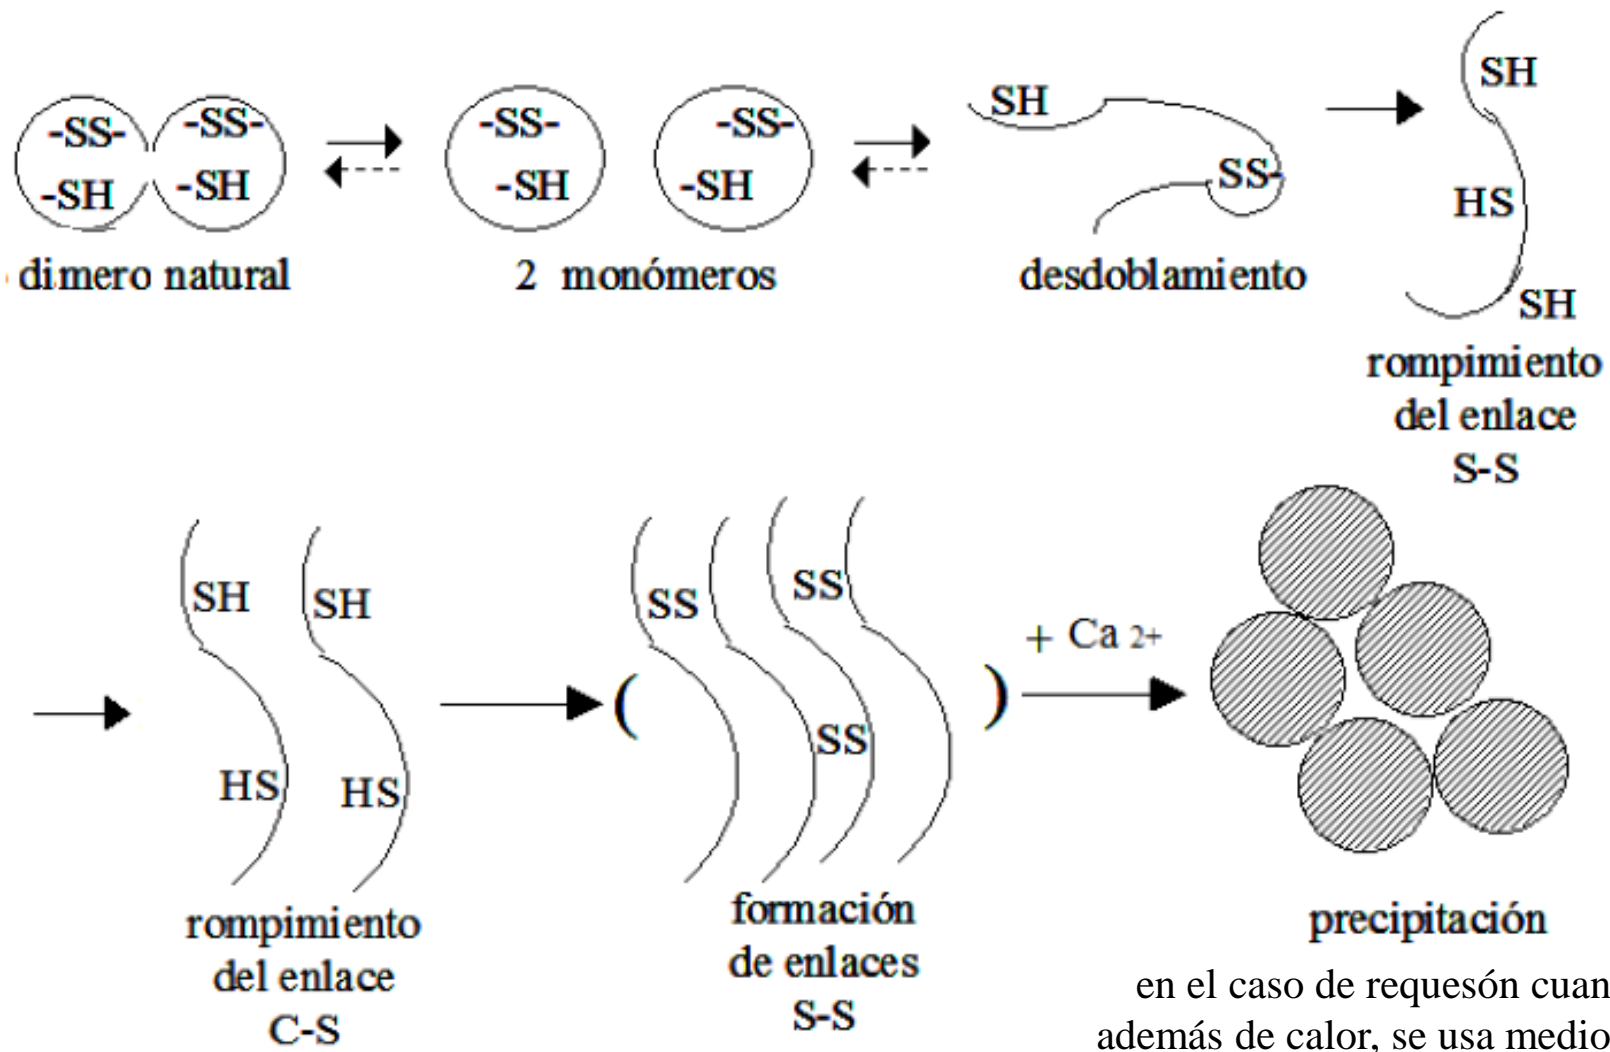 -SS- -SS- -SS- -SS- SH SH
-SH -SH -SH -SH SS- HS
dimero natural 2 monómeros desdoblamiento SH
rompimiento
del enlace
S-S
SH SH SS SS
+ Ca 2+
( )
HS HS SS
rompimiento
del enlace
C-S
formación
de enlaces
S-S
precipitación
en el caso de requesón cuan
además de calor, se usa medio